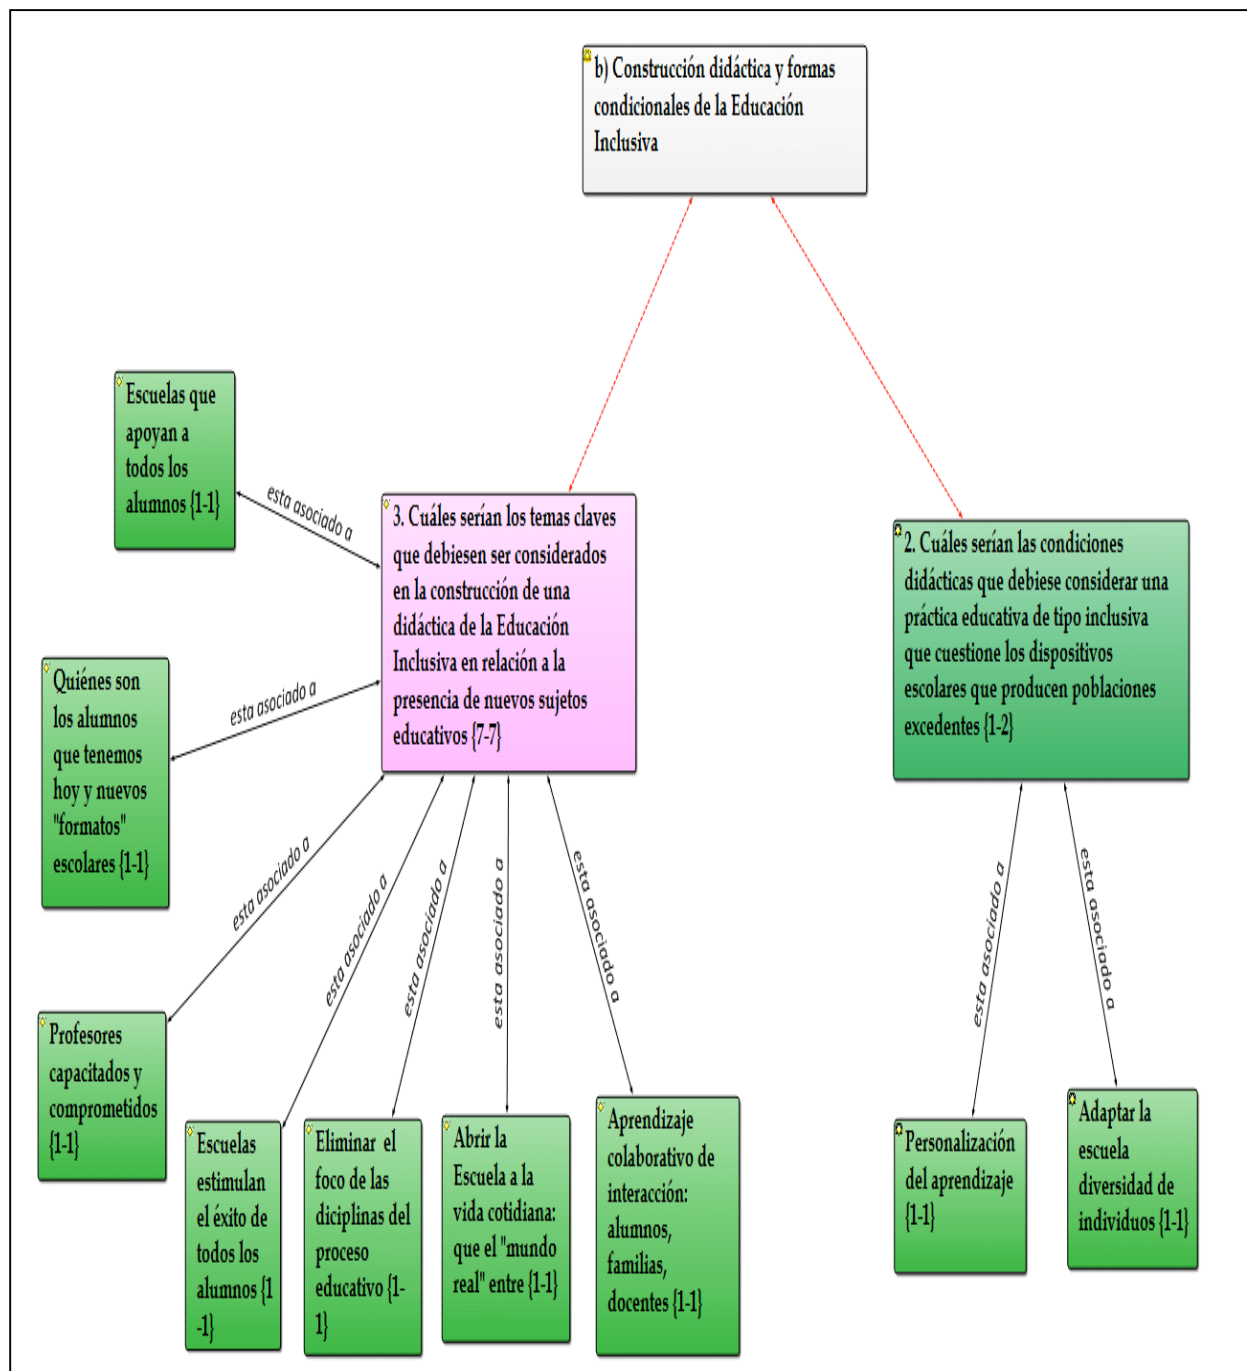 b) Construcción didáctica y formas
condicionales de la Educación
Inclusiva
Escuelas que
apoyan a
todos los
alumnos {1-1}
esta asociado a
3. Cuáles serían los temas claves
que debiesen ser considerados
en la construcción de una
didáctica de la Educación
Inclusiva en relación a la
presencia de nuevos sujetos
educativos {7-7}
2. Cuáles serían las condiciones
didácticas que debiese considerar una
práctica educativa de tipo inclusiva
que cuestione los dispositivos
escolares que producen poblaciones
excedentes {1-2}
Quiénes son
los alumnos
que tenemos
hoy y nuevos
"formatos"
escolares {1-1}
esta asociado a
esta asociado a
esta asociado a
esta asociado a
esta asociado a
esta asociado a
esta asociado a
esta asociado a
Profesores
capacitados y
comprometidos
{1-1}
Escuelas
estimulan
el éxito de
todos los
alumnos {1
-1}
Eliminar el
foco de las
diciplinas del
proceso
educativo {1-
1}
Abrir la
Escuela a la
vida cotidiana:
que el "mundo
real" entre {1-1}
Aprendizaje
colaborativo de
interacción:
alumnos,
familias,
docentes {1-1}
Personalización
del aprendizaje
{1-1}
Adaptar la
escuela
diversidad de
individuos {1-1}